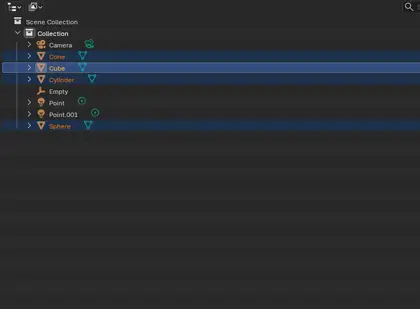 Scene Collection
Collection
Camera
Cone
Cube
Cylinder
Empty
Point
Point.001
Sphere